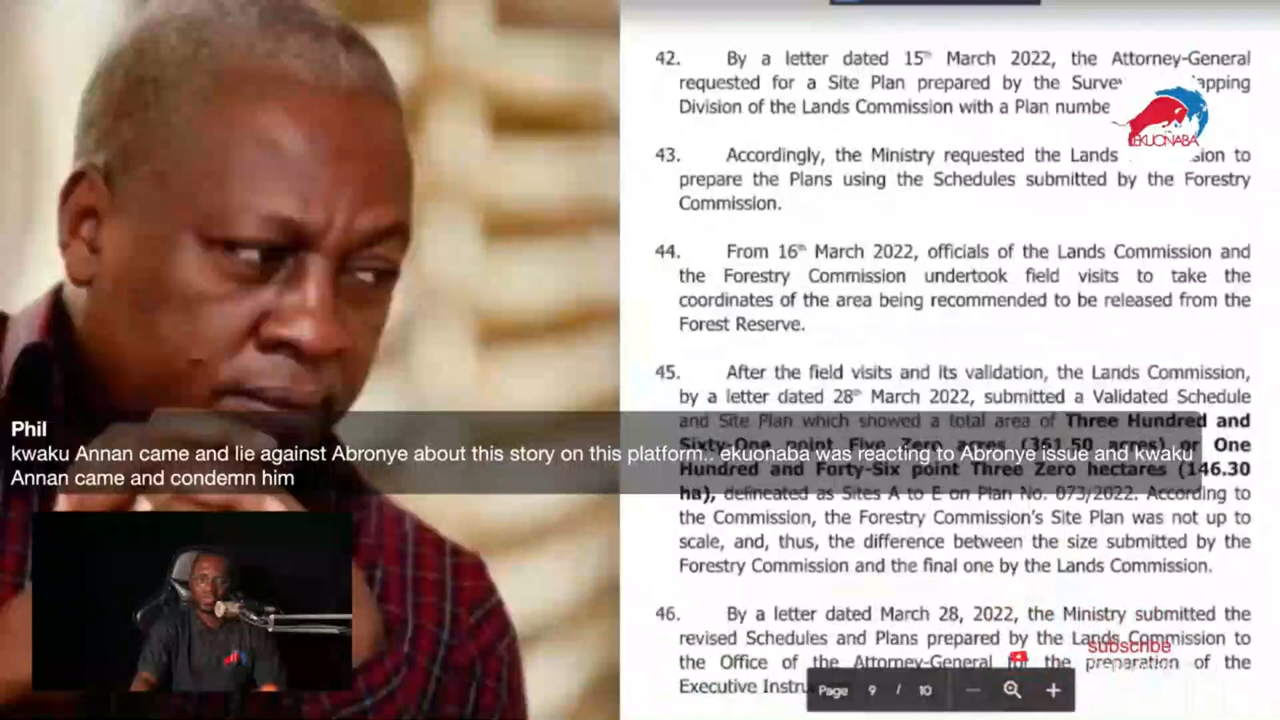 42. By a letter dated 15th March 2022, the Attorney-General
requested for a Site Plan prepared by the
Division of the Lands Commission with a Plan
EKUONABA
43. Accordingly, the Ministry requested the Lands
prepare the Plans using the Schedules submitted by the Forestry
Commission.
44. From 16th March 2022, officials of the Lands Commission and
the Forestry Commission undertook field visits to take the
coordinates of the area being recommended to be released from the
Forest Reserve.
45. After the field visits and its validation, the Lands Commission,
by a letter dated 28th March 2022, submitted a Validated Schedule
and Site Plan which showed a total area of Three Hundred and
Sixty-One point Five Zero acres (361.50 acres) or One
Hundred and Forty-Six point Three Zero hectares (146.30
ha), delineated as Sites A to E on Plan No. 073/2022. According to
the Commission, the Forestry Commission's Site Plan was not up to
scale, and, thus, the difference between the size submitted by the
Forestry Commission and the final one by the Lands Commission.
46. By a letter dated March 28, 2022, the Ministry submitted the
revised Schedules and Plans prepared by the Lands Commission to
the Office of the Attorney-General the preparation of the
Executive
Phil
kwaku Annan came and lie against Abronye about this story on this platform.. ekuonaba was reacting to Abronye issue and kwaku
Annan came and condemn him
subscribe
Page 9 / 10